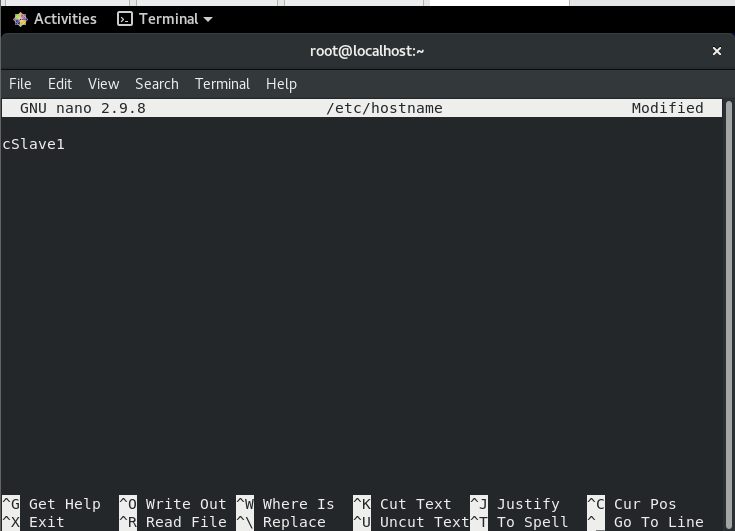 Activities Terminal
root@localhost:~ ×
File Edit View Search Terminal Help
GNU nano 2.9.8 /etc/hostname Modified
cSlave1
^G Get Help ^O Write Out ^W Where Is ^K Cut Text ^J Justify ^C Cur Pos
^X Exit ^R Read File ^\ Replace ^U Uncut Text ^T To Spell ^_ Go To Line